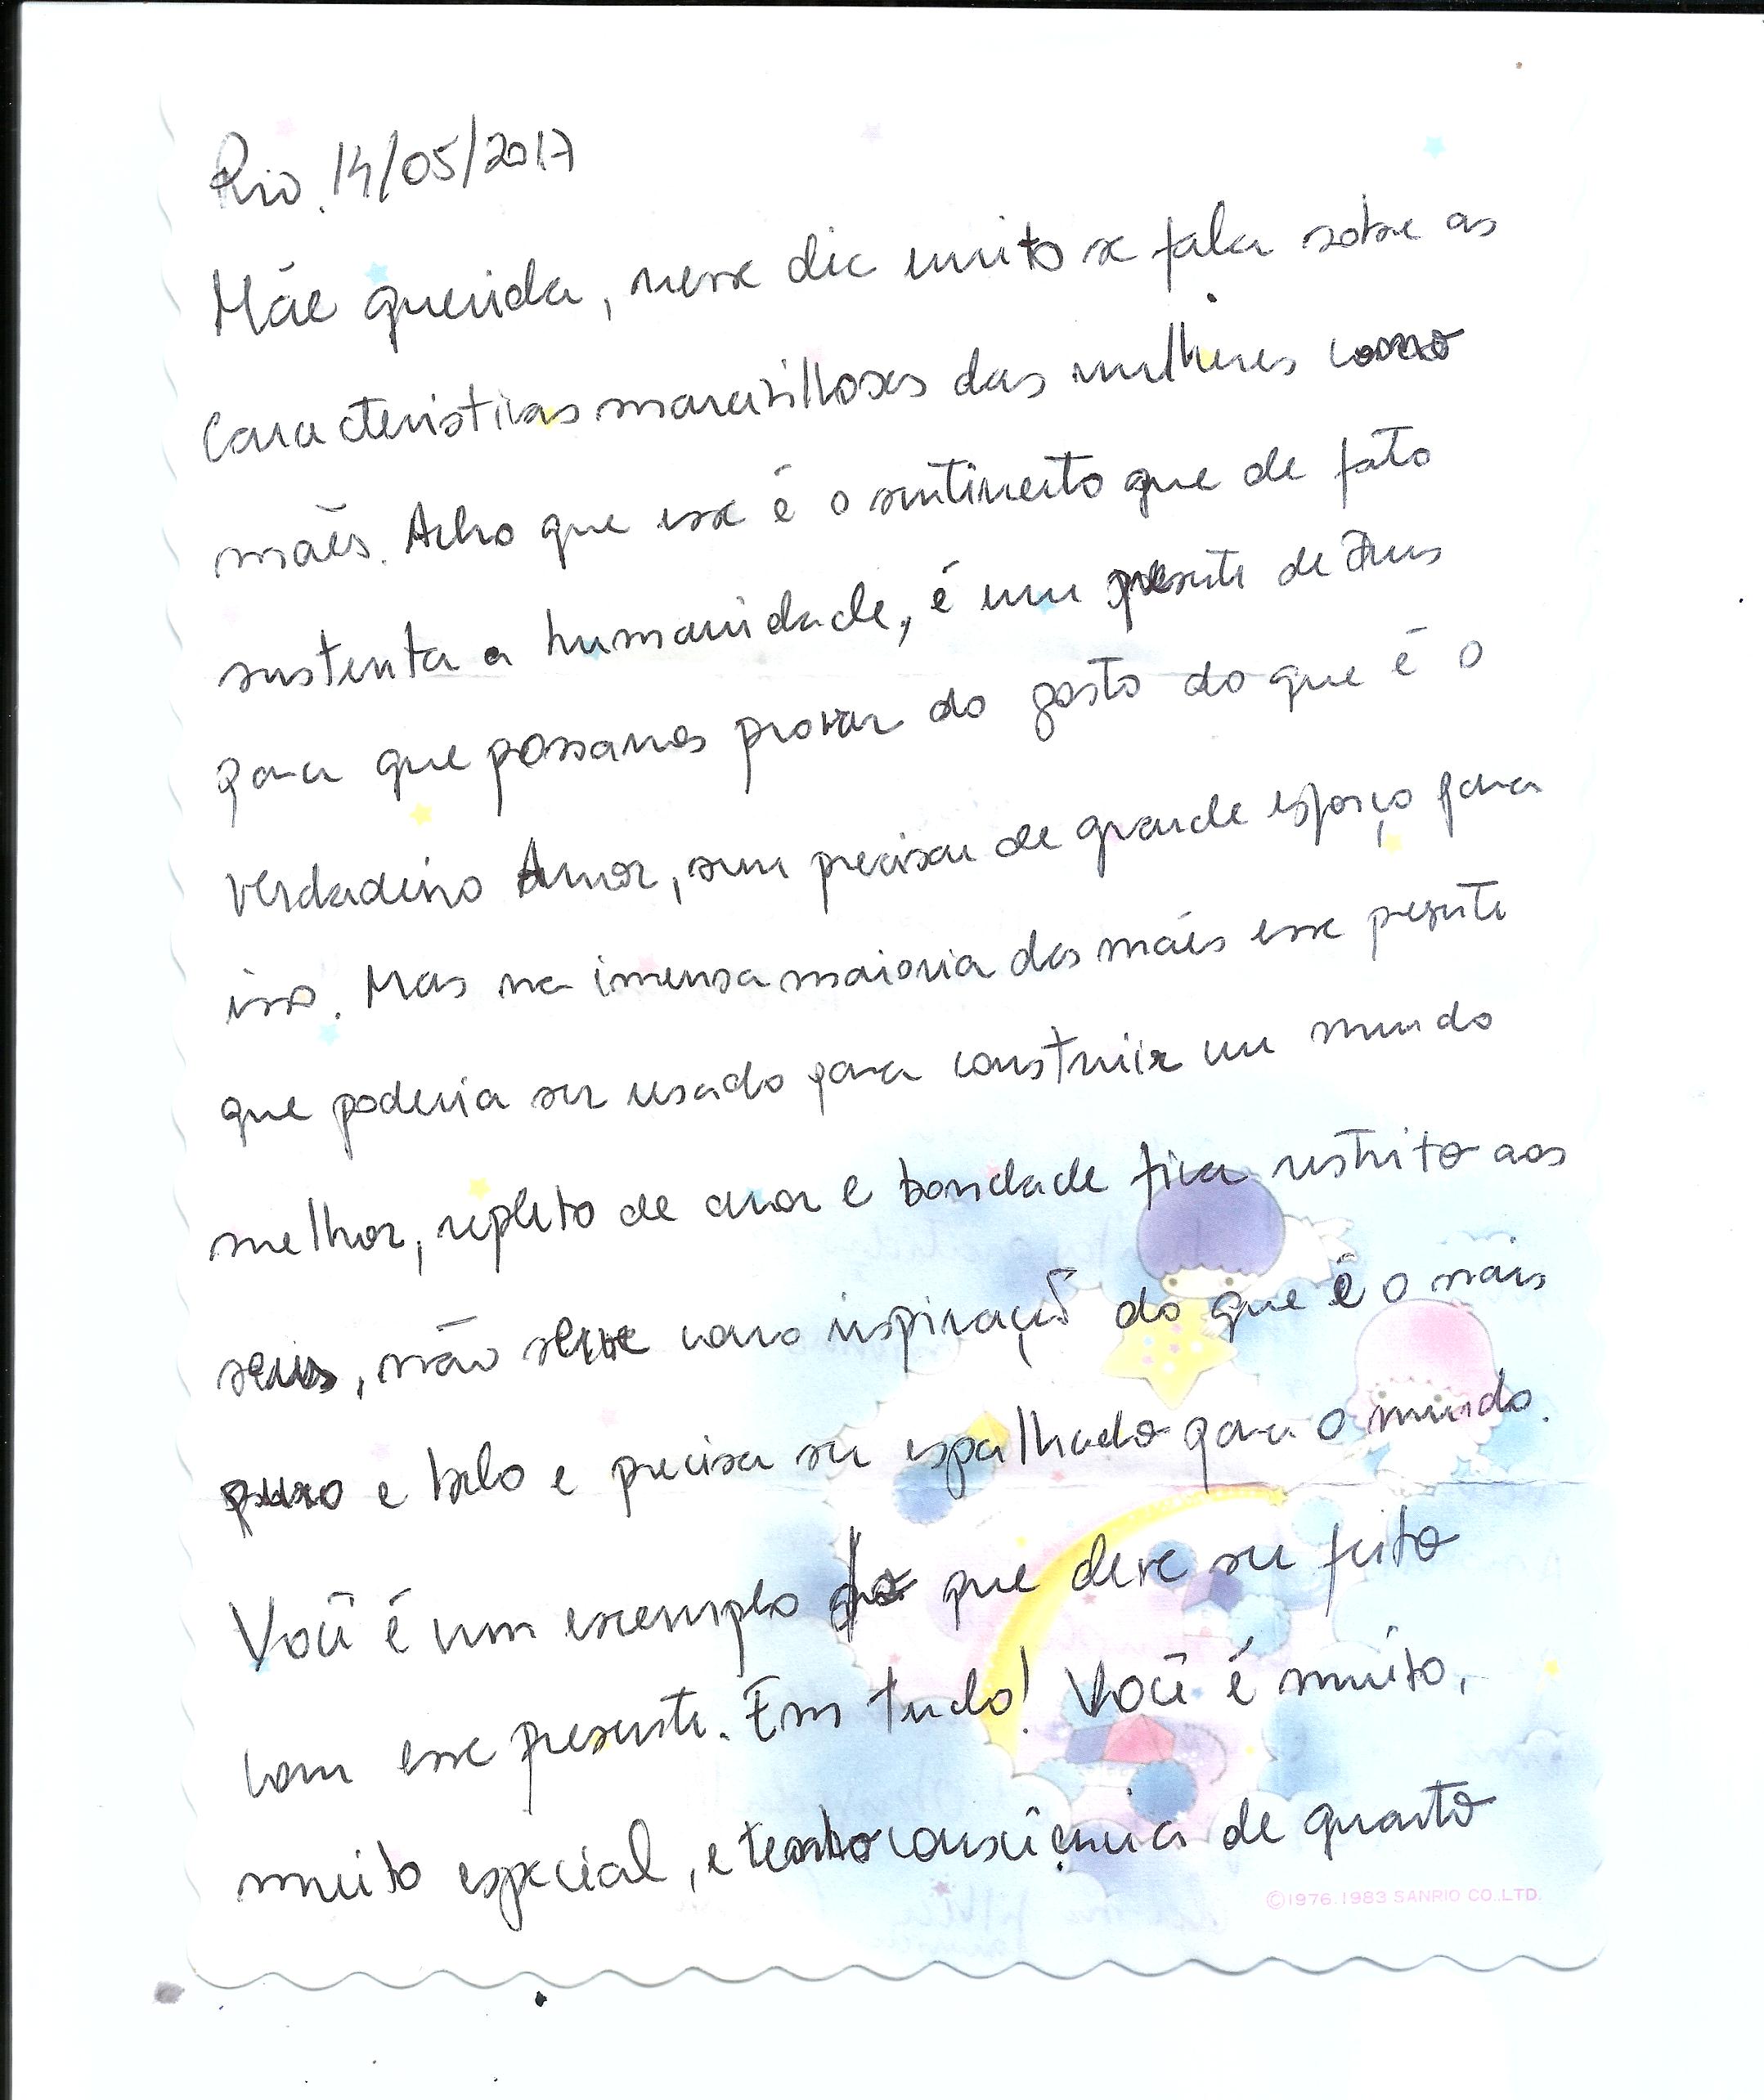 Rio, 14/05/2017
Mãe querida, nesse dia muito se fala sobre as
características maravilhosas das mulheres como
mães. Acho que esse é o sentimento que de fato
sustenta a humanidade, é um presente de Deus
para que possamos provar do gosto do que é o
verdadeiro Amor, sem precisar de grande esforço para
isso. Mas na imensa maioria das mães esse presente
que poderia ser usado para construir um mundo
melhor, repleto de amor e bondade fica restrito aos
seus, não serve como inspiração do que é o mais
puro e belo e precisa ser espalhado para o mundo.
Você é um exemplo do que deve ser feito
com esse presente. Em tudo! Você é muito,
muito especial, e tenho consciência de quanto
©1976.1983 SANRIO CO.,LTD.